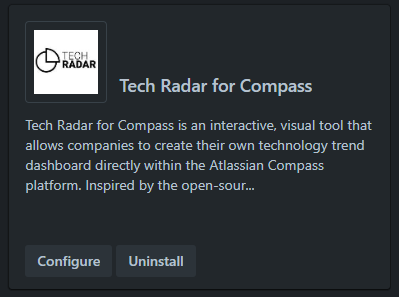 TECH
RADAR
Tech Radar for Compass
Tech Radar for Compass is an interactive, visual tool that
allows companies to create their own technology trend
dashboard directly within the Atlassian Compass
platform. Inspired by the open-sour...
Configure
Uninstall